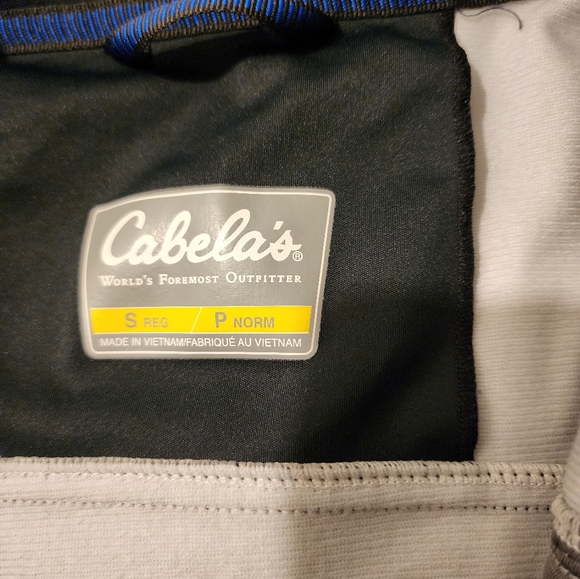 Cabela's®
WORLD'S FOREMOST OUTFITTER
S REG / P NORM
MADE IN VIETNAM/FABRIQUÉ AU VIETNAM